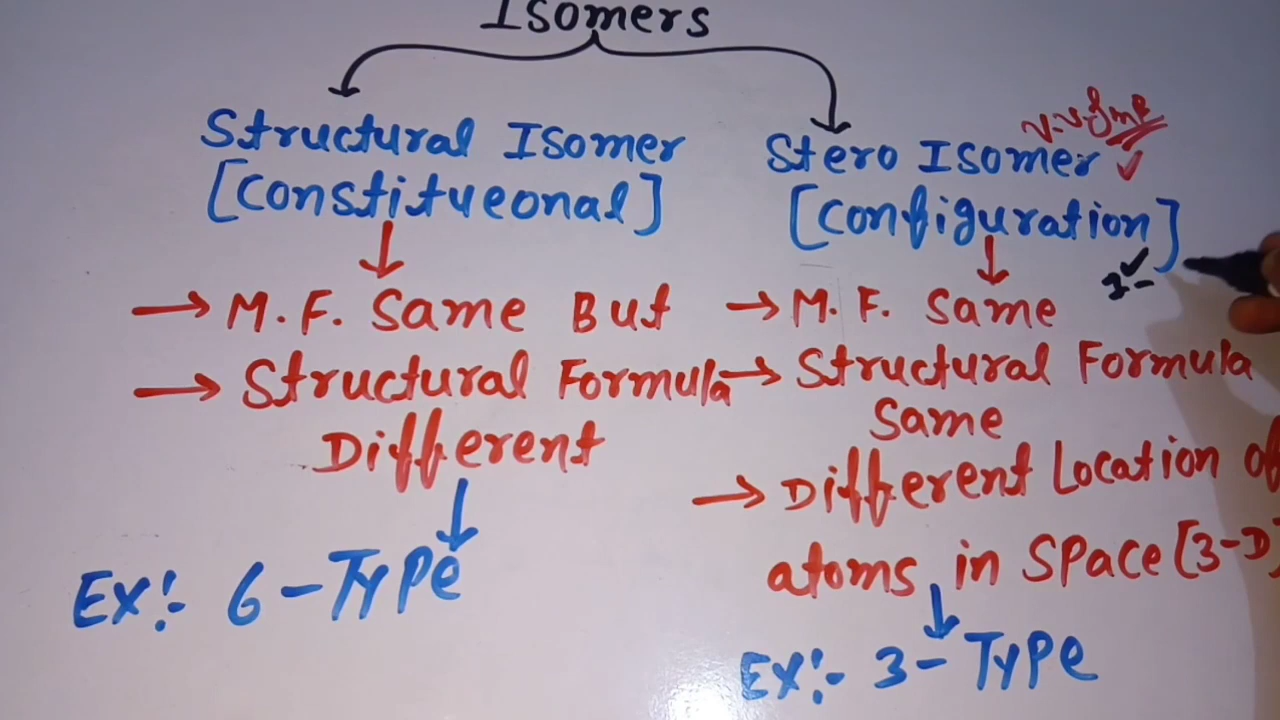 Isomers
Structural Isomer
[Constitueonal]
→ M.F. Same But
→ Structural Formula
Different
Ex:- 6-Type
V.V.Imp
Stero Isomer ✓
[Configuration]
→ M.F. Same
→ Structural Formula
Same
→ Different Location of
atoms in Space [3-D]
Ex:- 3-Type